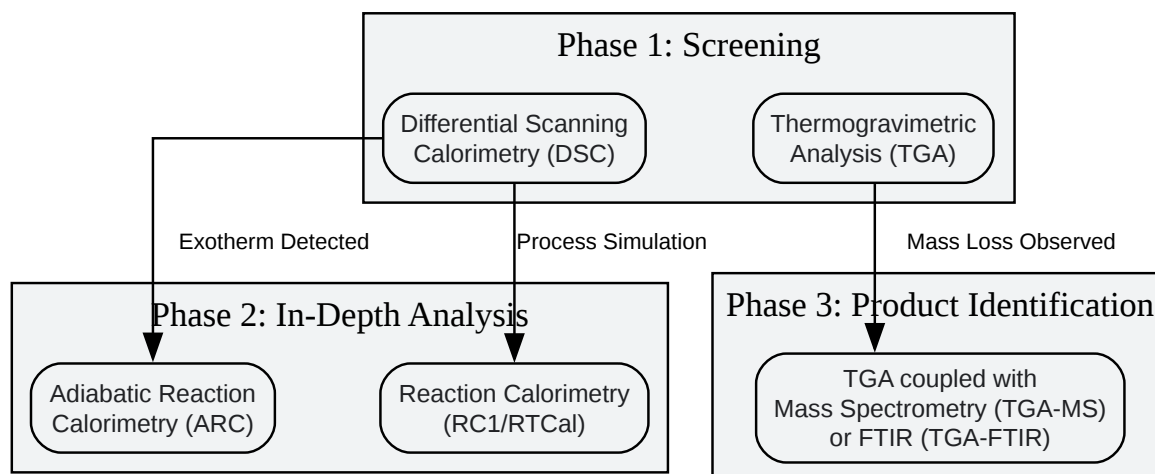 Phase 1: Screening
Differential Scanning
Calorimetry (DSC)
Thermogravimetric
Analysis (TGA)
Exotherm Detected
Process Simulation
Mass Loss Observed
Phase 2: In-Depth Analysis
Adiabatic Reaction
Calorimetry (ARC)
Reaction Calorimetry
(RC1/RTCal)
Phase 3: Product Identification
TGA coupled with
Mass Spectrometry (TGA-MS)
or FTIR (TGA-FTIR)